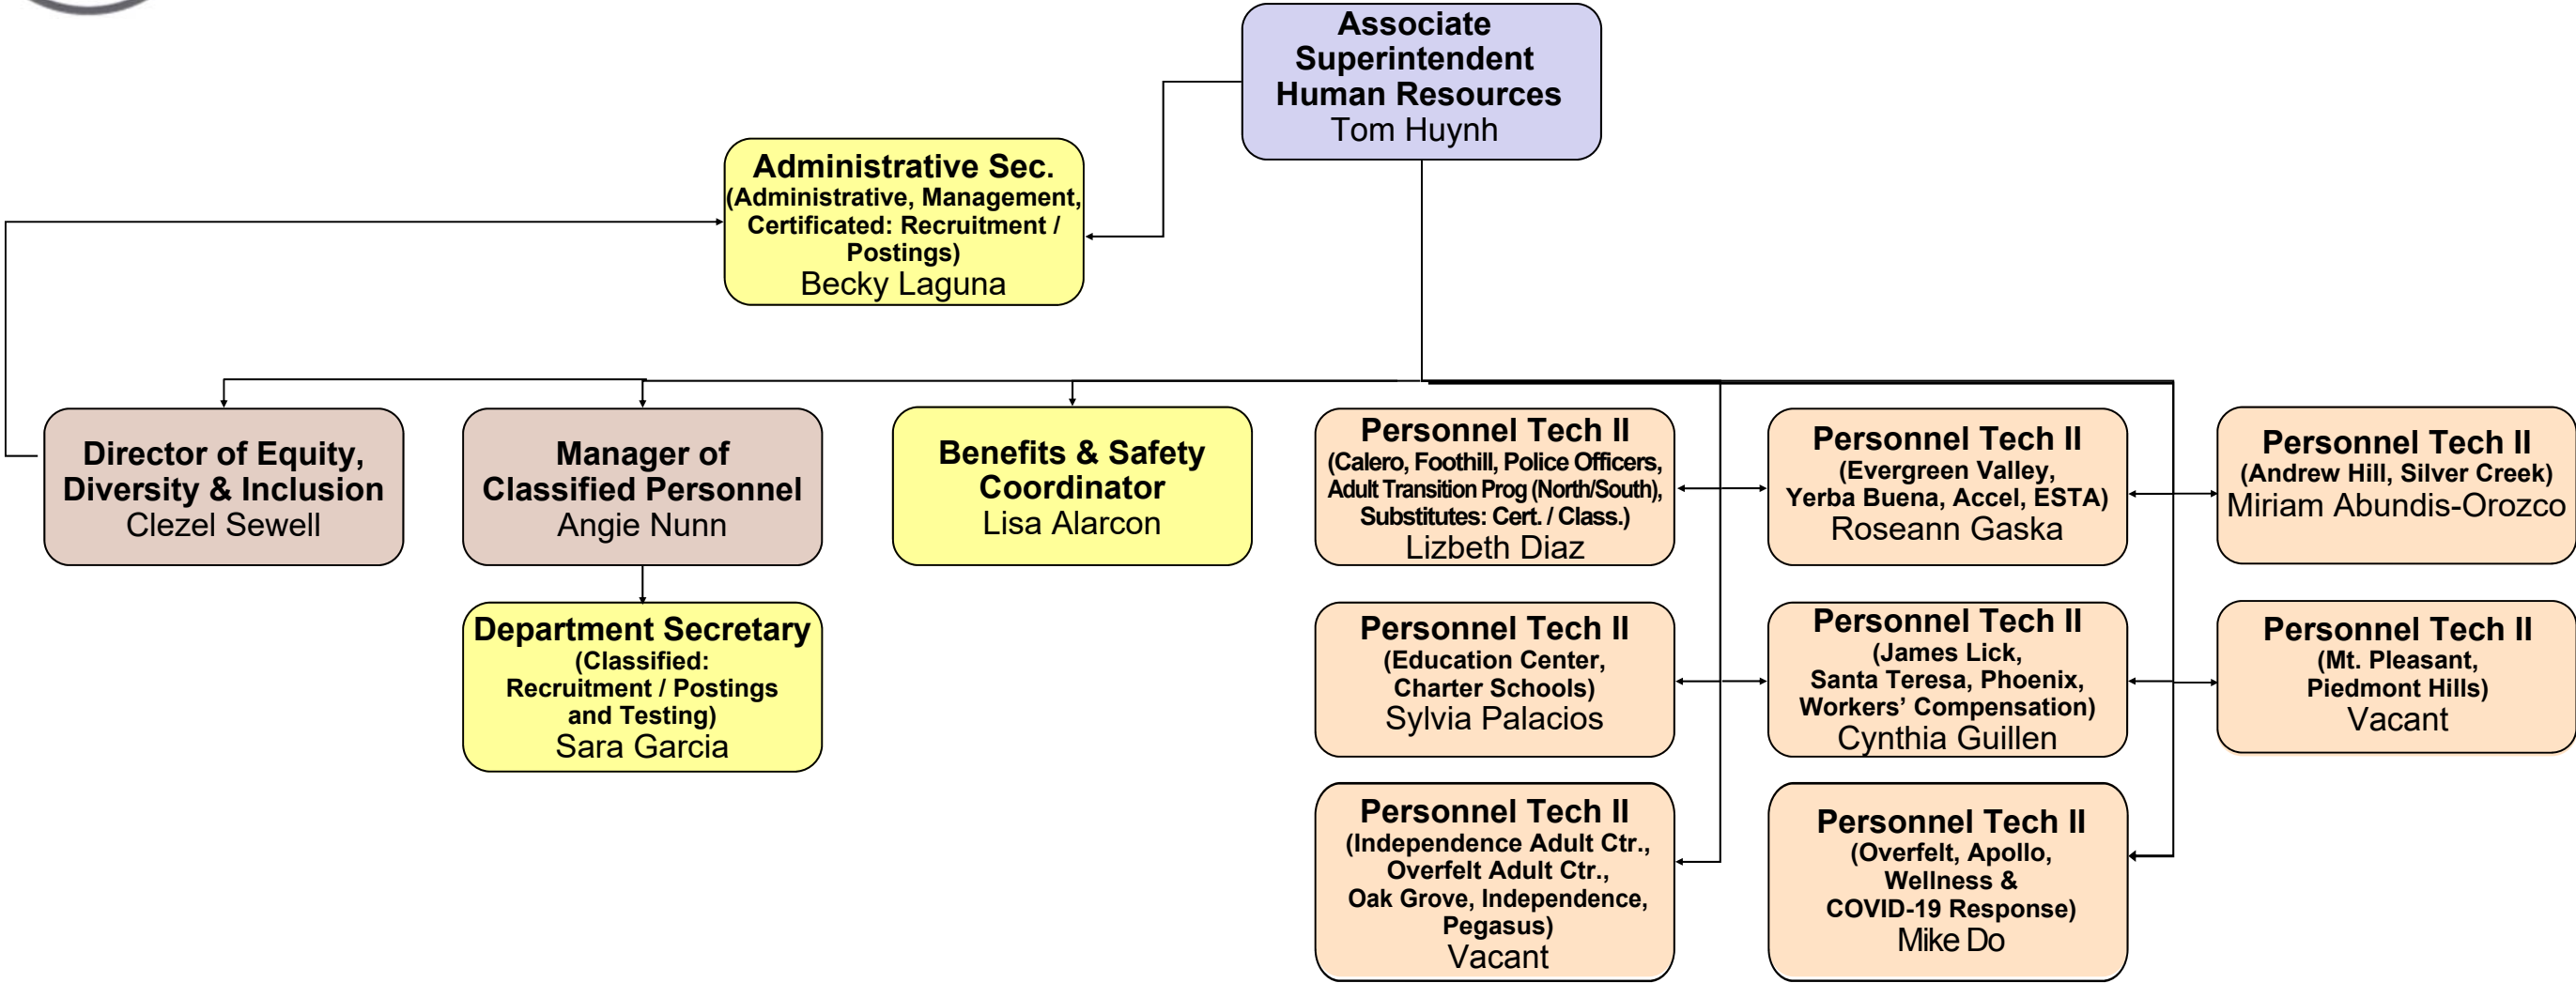 Associate
Superintendent
Human Resources
Tom Huynh
Administrative Sec.
(Administrative, Management,
Certificated: Recruitment /
Postings)
Becky Laguna
Director of Equity,
Diversity & Inclusion
Clezel Sewell
Manager of
Classified Personnel
Angie Nunn
Benefits & Safety
Coordinator
Lisa Alarcon
Personnel Tech II
(Calero, Foothill, Police Officers,
Adult Transition Prog (North/South),
Substitutes: Cert. / Class.)
Lizbeth Diaz
Personnel Tech II
(Evergreen Valley,
Yerba Buena, Accel, ESTA)
Roseann Gaska
Personnel Tech II
(Andrew Hill, Silver Creek)
Miriam Abundis-Orozco
Department Secretary
(Classified:
Recruitment / Postings
and Testing)
Sara Garcia
Personnel Tech II
(Education Center,
Charter Schools)
Sylvia Palacios
Personnel Tech II
(James Lick,
Santa Teresa, Phoenix,
Workers’ Compensation)
Cynthia Guillen
Personnel Tech II
(Mt. Pleasant,
Piedmont Hills)
Vacant
Personnel Tech II
(Independence Adult Ctr.,
Overfelt Adult Ctr.,
Oak Grove, Independence,
Pegasus)
Vacant
Personnel Tech II
(Overfelt, Apollo,
Wellness &
COVID-19 Response)
Mike Do